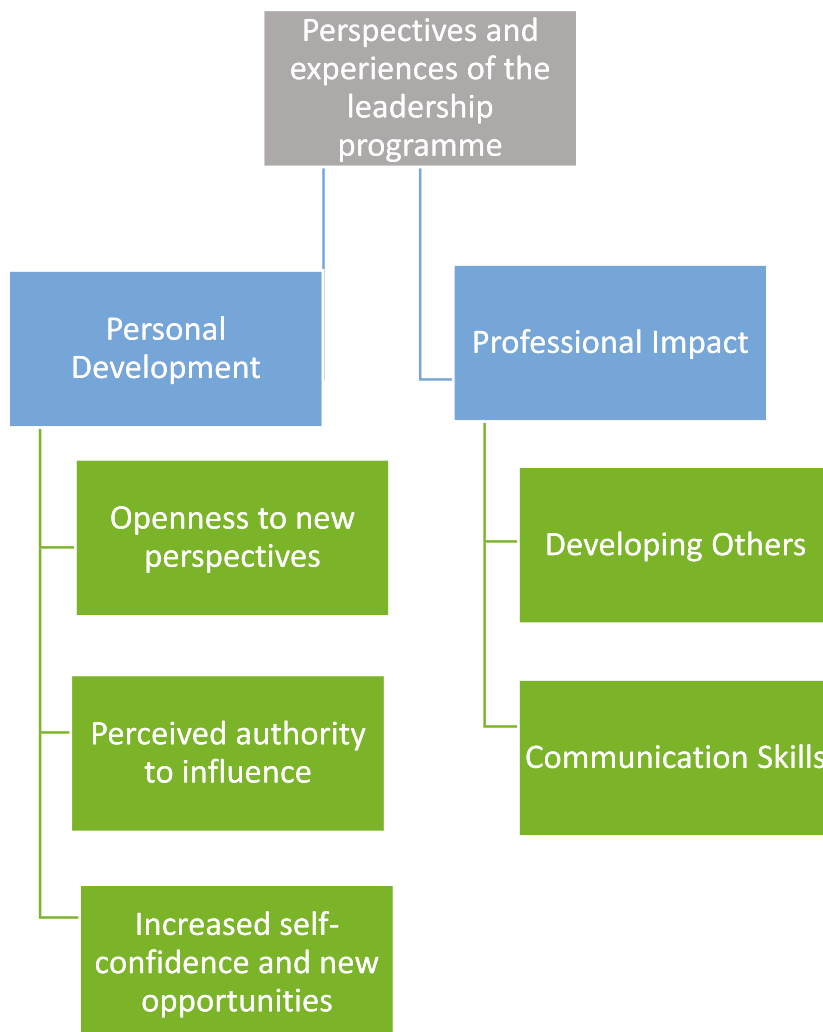 Perspectives and
experiences of the
leadership
programme
Personal
Development
Openness to new
perspectives
Perceived authority
to influence
Increased self-
confidence and new
opportunities
Professional Impact
Developing Others
Communication Skills